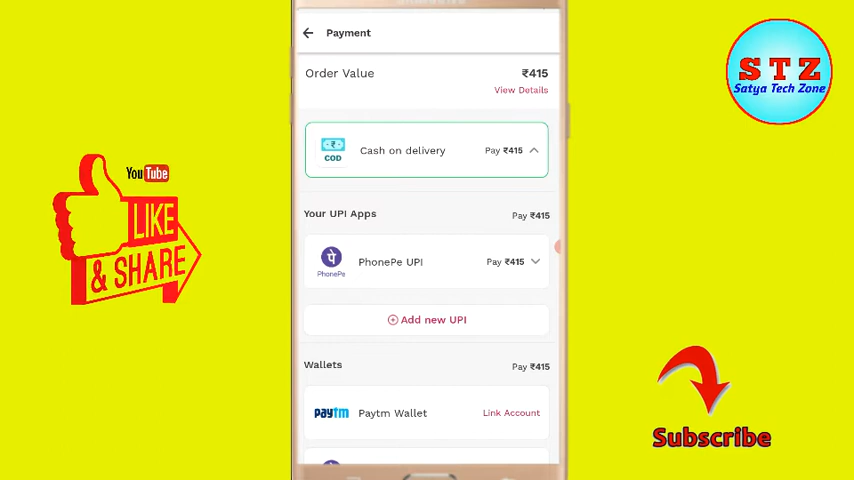 Payment
Order Value ₹415
View Details
COD Cash on delivery Pay ₹415
Your UPI Apps Pay ₹415
PhonePe PhonePe UPI Pay ₹415
Add new UPI
Wallets Pay ₹415
paytm Paytm Wallet Link Account
YouTube
LIKE
& SHARE
STZ
Satya Tech Zone
Subscribe